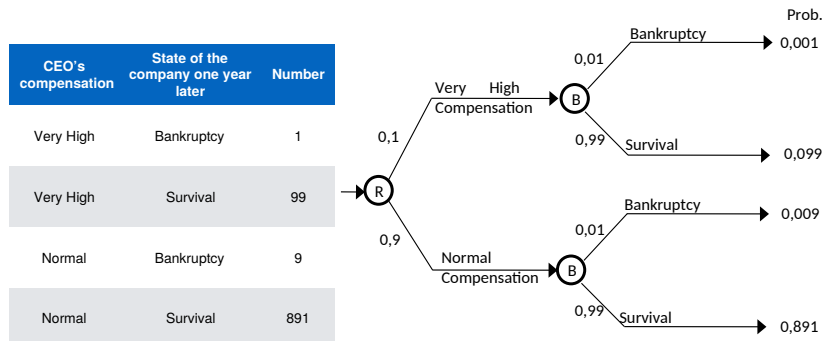 CEO's
compensation
State of the
company one year
later
Number
Very High
Bankruptcy
1
Very High
Survival
99
Normal
Bankruptcy
9
Normal
Survival
891
Prob.
R
0,1
Very High
Compensation
B
0,01
Bankruptcy
0,001
0,99
Survival
0,099
0,9
Normal
Compensation
B
0,01
Bankruptcy
0,009
0,99
Survival
0,891